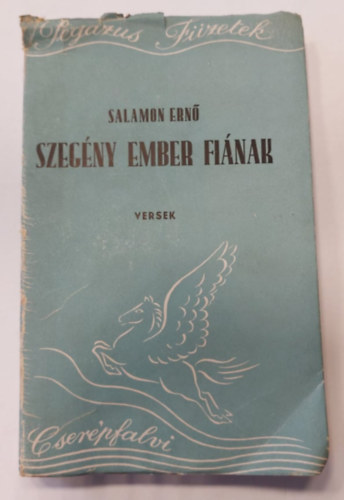 Pegazus Füzetek
SALAMON ERNŐ
SZEGÉNY EMBER FIÁNAK
VERSEK
Cserépfalvi